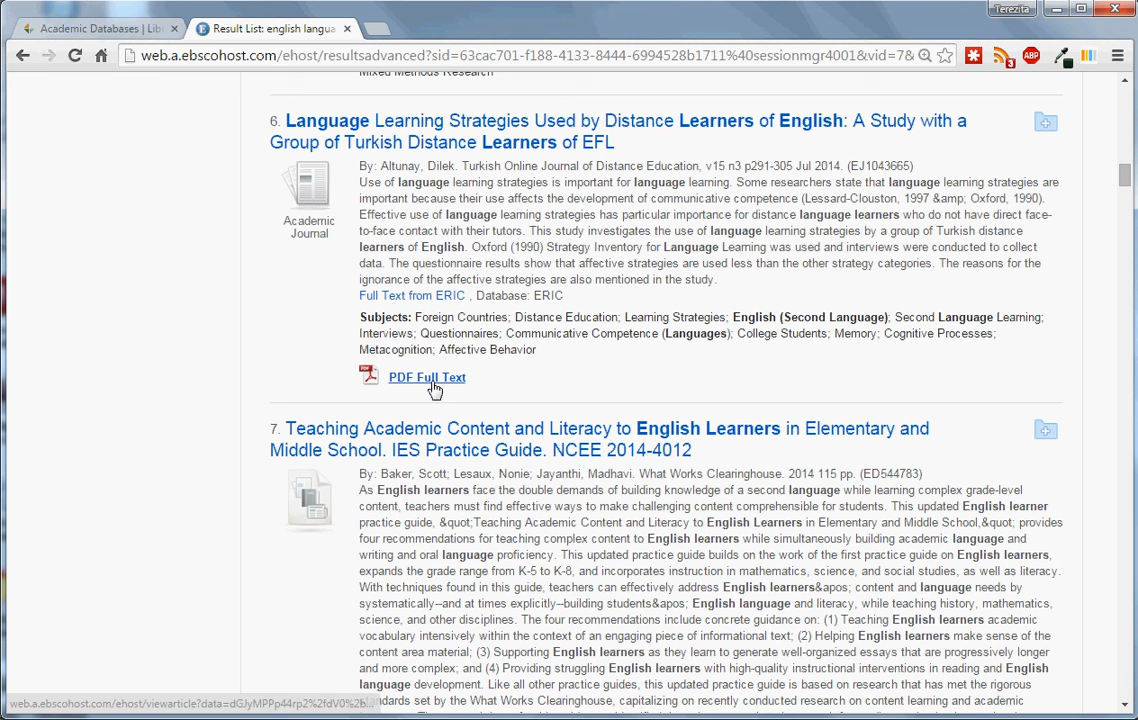 Terezita
Academic Databases | Lib
Result List: english langua
web.a.ebscohost.com/ehost/resultsadvanced?sid=63cac701-f188-4133-8444-6994528b1711%40sessionmgr4001&vid=7&
3
ABP
Mixed Methods Research
6. Language Learning Strategies Used by Distance Learners of English: A Study with a
Group of Turkish Distance Learners of EFL
By: Altunay, Dilek. Turkish Online Journal of Distance Education, v15 n3 p291-305 Jul 2014. (EJ1043665)
Use of language learning strategies is important for language learning. Some researchers state that language learning strategies are
important because their use affects the development of communicative competence (Lessard-Clouston, 1997 &amp; Oxford, 1990).
Effective use of language learning strategies has particular importance for distance language learners who do not have direct face-
to-face contact with their tutors. This study investigates the use of language learning strategies by a group of Turkish distance
learners of English. Oxford (1990) Strategy Inventory for Language Learning was used and interviews were conducted to collect
data. The questionnaire results show that affective strategies are used less than the other strategy categories. The reasons for the
ignorance of the affective strategies are also mentioned in the study.
Academic
Journal
Full Text from ERIC , Database: ERIC
Subjects: Foreign Countries; Distance Education; Learning Strategies; English (Second Language); Second Language Learning;
Interviews; Questionnaires; Communicative Competence (Languages); College Students; Memory; Cognitive Processes;
Metacognition; Affective Behavior
PDF
PDF Full Text
7. Teaching Academic Content and Literacy to English Learners in Elementary and
Middle School. IES Practice Guide. NCEE 2014-4012
By: Baker, Scott; Lesaux, Nonie; Jayanthi, Madhavi. What Works Clearinghouse. 2014 115 pp. (ED544783)
As English learners face the double demands of building knowledge of a second language while learning complex grade-level
content, teachers must find effective ways to make challenging content comprehensible for students. This updated English learner
practice guide, &quot;Teaching Academic Content and Literacy to English Learners in Elementary and Middle School,&quot; provides
four recommendations for teaching complex content to English learners while simultaneously building academic language and
writing and oral language proficiency. This updated practice guide builds on the work of the first practice guide on English learners,
expands the grade range from K-5 to K-8, and incorporates instruction in mathematics, science, and social studies, as well as literacy.
With techniques found in this guide, teachers can effectively address English learners&apos; content and language needs by
systematically--and at times explicitly--building students&apos; English language and literacy, while teaching history, mathematics,
science, and other disciplines. The four recommendations include concrete guidance on: (1) Teaching English learners academic
vocabulary intensively within the context of an engaging piece of informational text; (2) Helping English learners make sense of the
content area material; (3) Supporting English learners as they learn to generate well-organized essays that are progressively longer
and more complex; and (4) Providing struggling English learners with high-quality instructional interventions in reading and English
language development. Like all other practice guides, this updated practice guide is based on research that has met the rigorous
standards set by the What Works Clearinghouse, capitalizing on recently conducted research on content learning and academic
web.a.ebscohost.com/ehost/viewarticle?data=dGJyMPPp44rp2%2fdV0%2b...